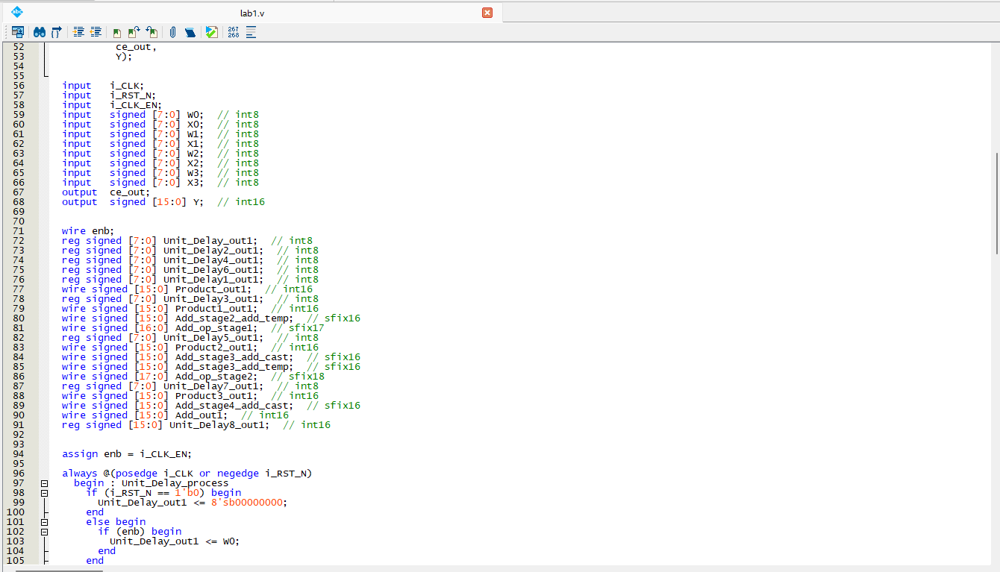 abc
lab1.v
267
268
52 ce_out,
53 Y);
54
55
56 input i_CLK;
57 input i_RST_N;
58 input i_CLK_EN;
59 input signed [7:0] W0; // int8
60 input signed [7:0] X0; // int8
61 input signed [7:0] W1; // int8
62 input signed [7:0] X1; // int8
63 input signed [7:0] W2; // int8
64 input signed [7:0] X2; // int8
65 input signed [7:0] W3; // int8
66 input signed [7:0] X3; // int8
67 output ce_out;
68 output signed [15:0] Y; // int16
69
70
71 wire enb;
72 reg signed [7:0] Unit_Delay_out1; // int8
73 reg signed [7:0] Unit_Delay2_out1; // int8
74 reg signed [7:0] Unit_Delay4_out1; // int8
75 reg signed [7:0] Unit_Delay6_out1; // int8
76 reg signed [7:0] Unit_Delay1_out1; // int8
77 wire signed [15:0] Product_out1; // int16
78 reg signed [7:0] Unit_Delay3_out1; // int8
79 wire signed [15:0] Product1_out1; // int16
80 wire signed [15:0] Add_stage2_add_temp; // sfix16
81 wire signed [16:0] Add_op_stage1; // sfix17
82 reg signed [7:0] Unit_Delay5_out1; // int8
83 wire signed [15:0] Product2_out1; // int16
84 wire signed [15:0] Add_stage3_add_cast; // sfix16
85 wire signed [15:0] Add_stage3_add_temp; // sfix16
86 wire signed [17:0] Add_op_stage2; // sfix18
87 reg signed [7:0] Unit_Delay7_out1; // int8
88 wire signed [15:0] Product3_out1; // int16
89 wire signed [15:0] Add_stage4_add_cast; // sfix16
90 wire signed [15:0] Add_out1; // int16
91 reg signed [15:0] Unit_Delay8_out1; // int16
92
93
94 assign enb = i_CLK_EN;
95
96 always @(posedge i_CLK or negedge i_RST_N)
97 begin : Unit_Delay_process
98 if (i_RST_N == 1'b0) begin
99 Unit_Delay_out1 <= 8'sb00000000;
100 end
101 else begin
102 if (enb) begin
103 Unit_Delay_out1 <= W0;
104 end
105 end